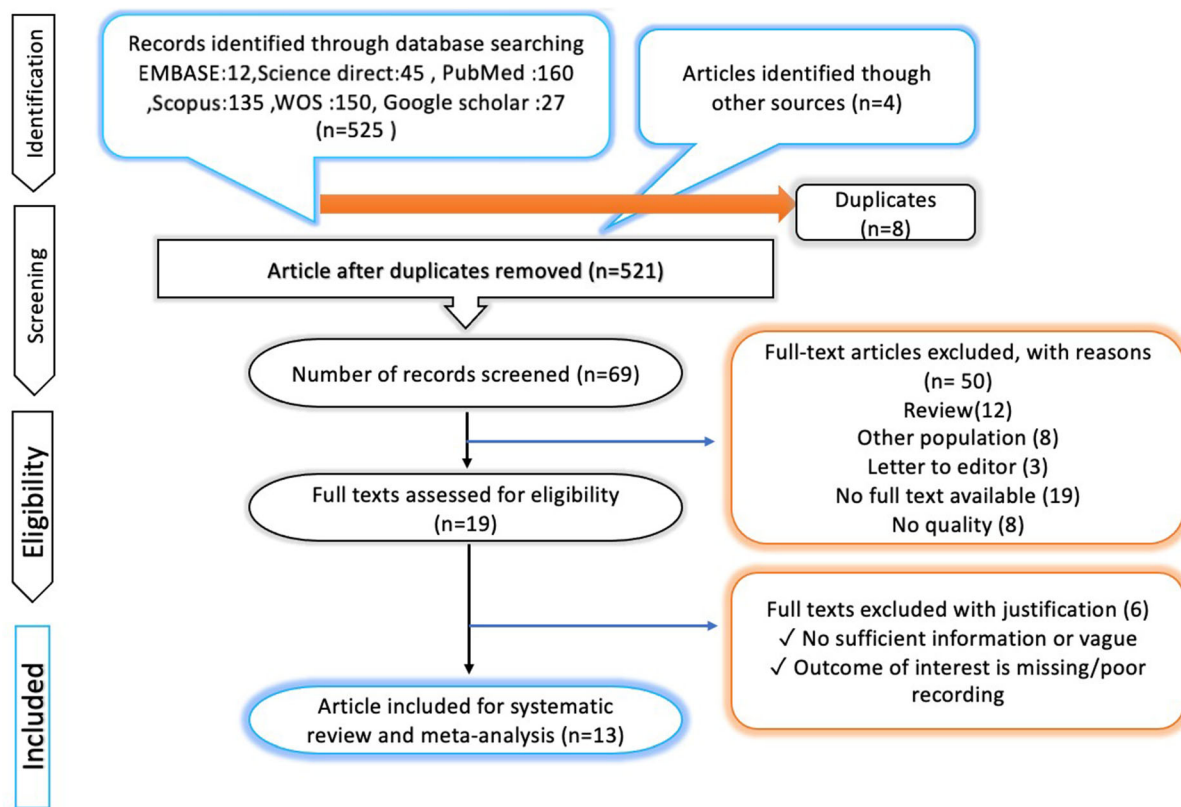 Identification
Records identified through database searching
EMBASE:12,Science direct:45 , PubMed :160
,Scopus:135 ,WOS :150, Google scholar :27
(n=525 )
Articles identified though
other sources (n=4)
Duplicates
(n=8)
Screening
Article after duplicates removed (n=521)
Number of records screened (n=69)
Full-text articles excluded, with reasons
(n= 50)
Review(12)
Other population (8)
Letter to editor (3)
No full text available (19)
No quality (8)
Eligibility
Full texts assessed for eligibility
(n=19)
Full texts excluded with justification (6)
✓ No sufficient information or vague
✓ Outcome of interest is missing/poor
recording
Included
Article included for systematic
review and meta-analysis (n=13)